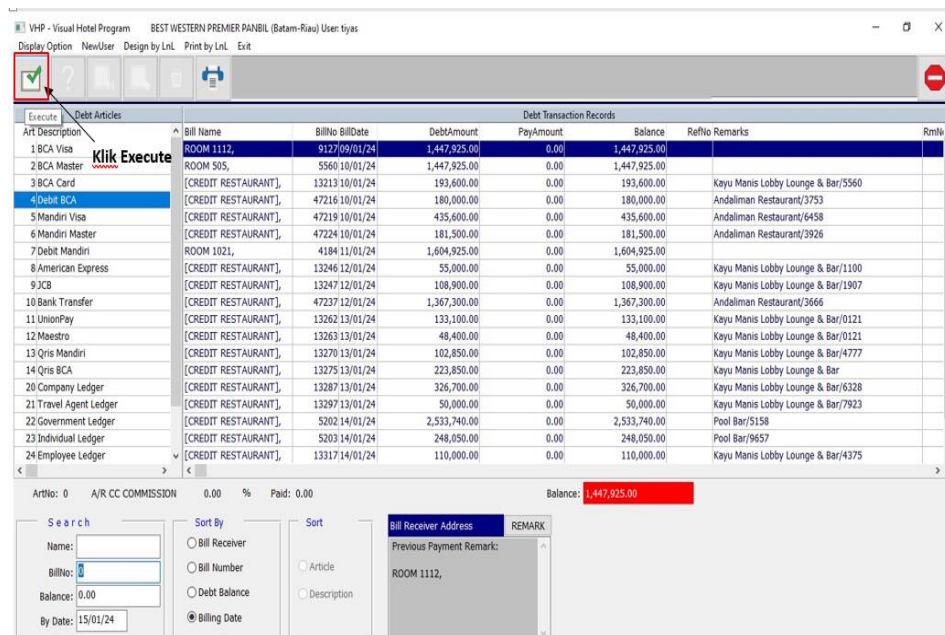 VHP - Visual Hotel Program BEST WESTERN PREMIER PANBIL (Batam-Riau) User: tiyas
Display Option NewUser Design by LnL Print by LnL Exit
Execute Debt Articles Debt Transaction Records
Klik Execute
Art Description Bill Name BillNo BillDate DebtAmount PayAmount Balance RefNo Remarks RmN
1 BCA Visa ROOM 1112, 9127 09/01/24 1,447,925.00 0.00 1,447,925.00
2 BCA Master ROOM 505, 5560 10/01/24 1,447,925.00 0.00 1,447,925.00
3 BCA Card [CREDIT RESTAURANT], 13213 10/01/24 193,600.00 0.00 193,600.00 Kayu Manis Lobby Lounge & Bar/5560
4 Debit BCA [CREDIT RESTAURANT], 47216 10/01/24 180,000.00 0.00 180,000.00 Andaliman Restaurant/3753
5 Mandiri Visa [CREDIT RESTAURANT], 47219 10/01/24 435,600.00 0.00 435,600.00 Andaliman Restaurant/6458
6 Mandiri Master [CREDIT RESTAURANT], 47224 10/01/24 181,500.00 0.00 181,500.00 Andaliman Restaurant/3926
7 Debit Mandiri ROOM 1021, 4184 11/01/24 1,604,925.00 0.00 1,604,925.00
8 American Express [CREDIT RESTAURANT], 13246 12/01/24 55,000.00 0.00 55,000.00 Kayu Manis Lobby Lounge & Bar/1100
9 JCB [CREDIT RESTAURANT], 13247 12/01/24 108,900.00 0.00 108,900.00 Kayu Manis Lobby Lounge & Bar/1907
10 Bank Transfer [CREDIT RESTAURANT], 47237 12/01/24 1,367,300.00 0.00 1,367,300.00 Andaliman Restaurant/3666
11 UnionPay [CREDIT RESTAURANT], 13262 13/01/24 133,100.00 0.00 133,100.00 Kayu Manis Lobby Lounge & Bar/0121
12 Maestro [CREDIT RESTAURANT], 13263 13/01/24 48,400.00 0.00 48,400.00 Kayu Manis Lobby Lounge & Bar/0121
13 Qris Mandiri [CREDIT RESTAURANT], 13270 13/01/24 102,850.00 0.00 102,850.00 Kayu Manis Lobby Lounge & Bar/4777
14 Qris BCA [CREDIT RESTAURANT], 13275 13/01/24 223,850.00 0.00 223,850.00 Kayu Manis Lobby Lounge & Bar
20 Company Ledger [CREDIT RESTAURANT], 13287 13/01/24 326,700.00 0.00 326,700.00 Kayu Manis Lobby Lounge & Bar/6328
21 Travel Agent Ledger [CREDIT RESTAURANT], 13297 13/01/24 50,000.00 0.00 50,000.00 Kayu Manis Lobby Lounge & Bar/7923
22 Government Ledger [CREDIT RESTAURANT], 5202 14/01/24 2,533,740.00 0.00 2,533,740.00 Pool Bar/5158
23 Individual Ledger [CREDIT RESTAURANT], 5203 14/01/24 248,050.00 0.00 248,050.00 Pool Bar/9657
24 Employee Ledger [CREDIT RESTAURANT], 13317 14/01/24 110,000.00 0.00 110,000.00 Kayu Manis Lobby Lounge & Bar/4375
ArtNo: 0 A/R CC COMMISSION 0.00 % Paid: 0.00 Balance: 1,447,925.00
Search Sort By Sort Bill Receiver Address REMARK
Name: Bill Receiver Previous Payment Remark:
BillNo: 0 Bill Number Article ROOM 1112,
Balance: 0.00 Debt Balance Description
By Date: 15/01/24 Billing Date